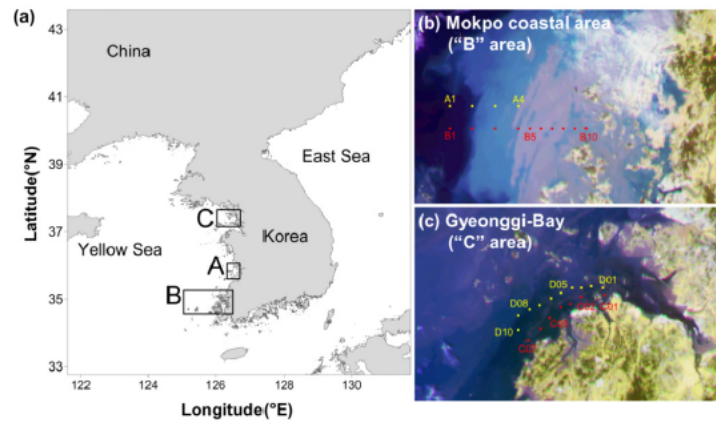 (a)
China
East Sea
Yellow Sea
Korea
C
A
B
43
41
39
37
35
33
Latitude(°N)
122
124
126
128
130
Longitude(°E)
(b) Mokpo coastal area
("B" area)
A1
A4
B1
B5
B10
(c) Gyeonggi-Bay
("C" area)
D05
D01
D08
D10
C01